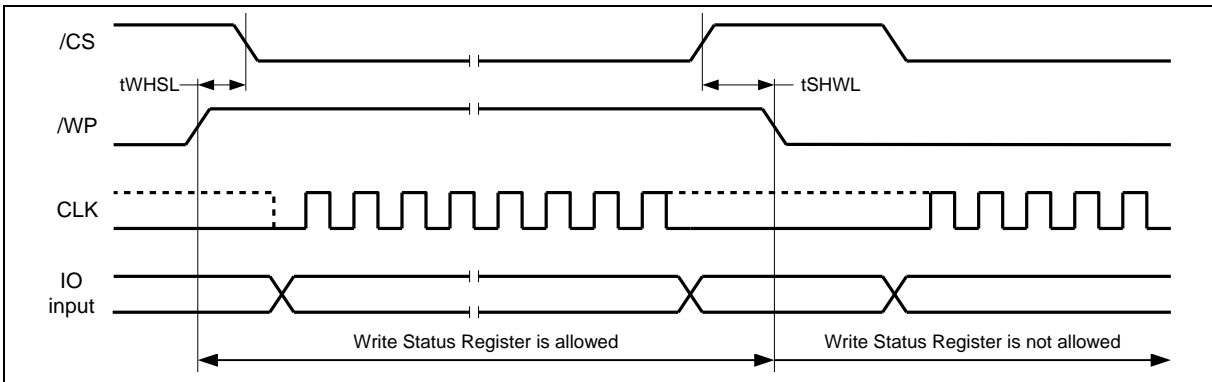 /CS
tWHSL
tSHWL
/WP
CLK
IO
input
Write Status Register is allowed
Write Status Register is not allowed